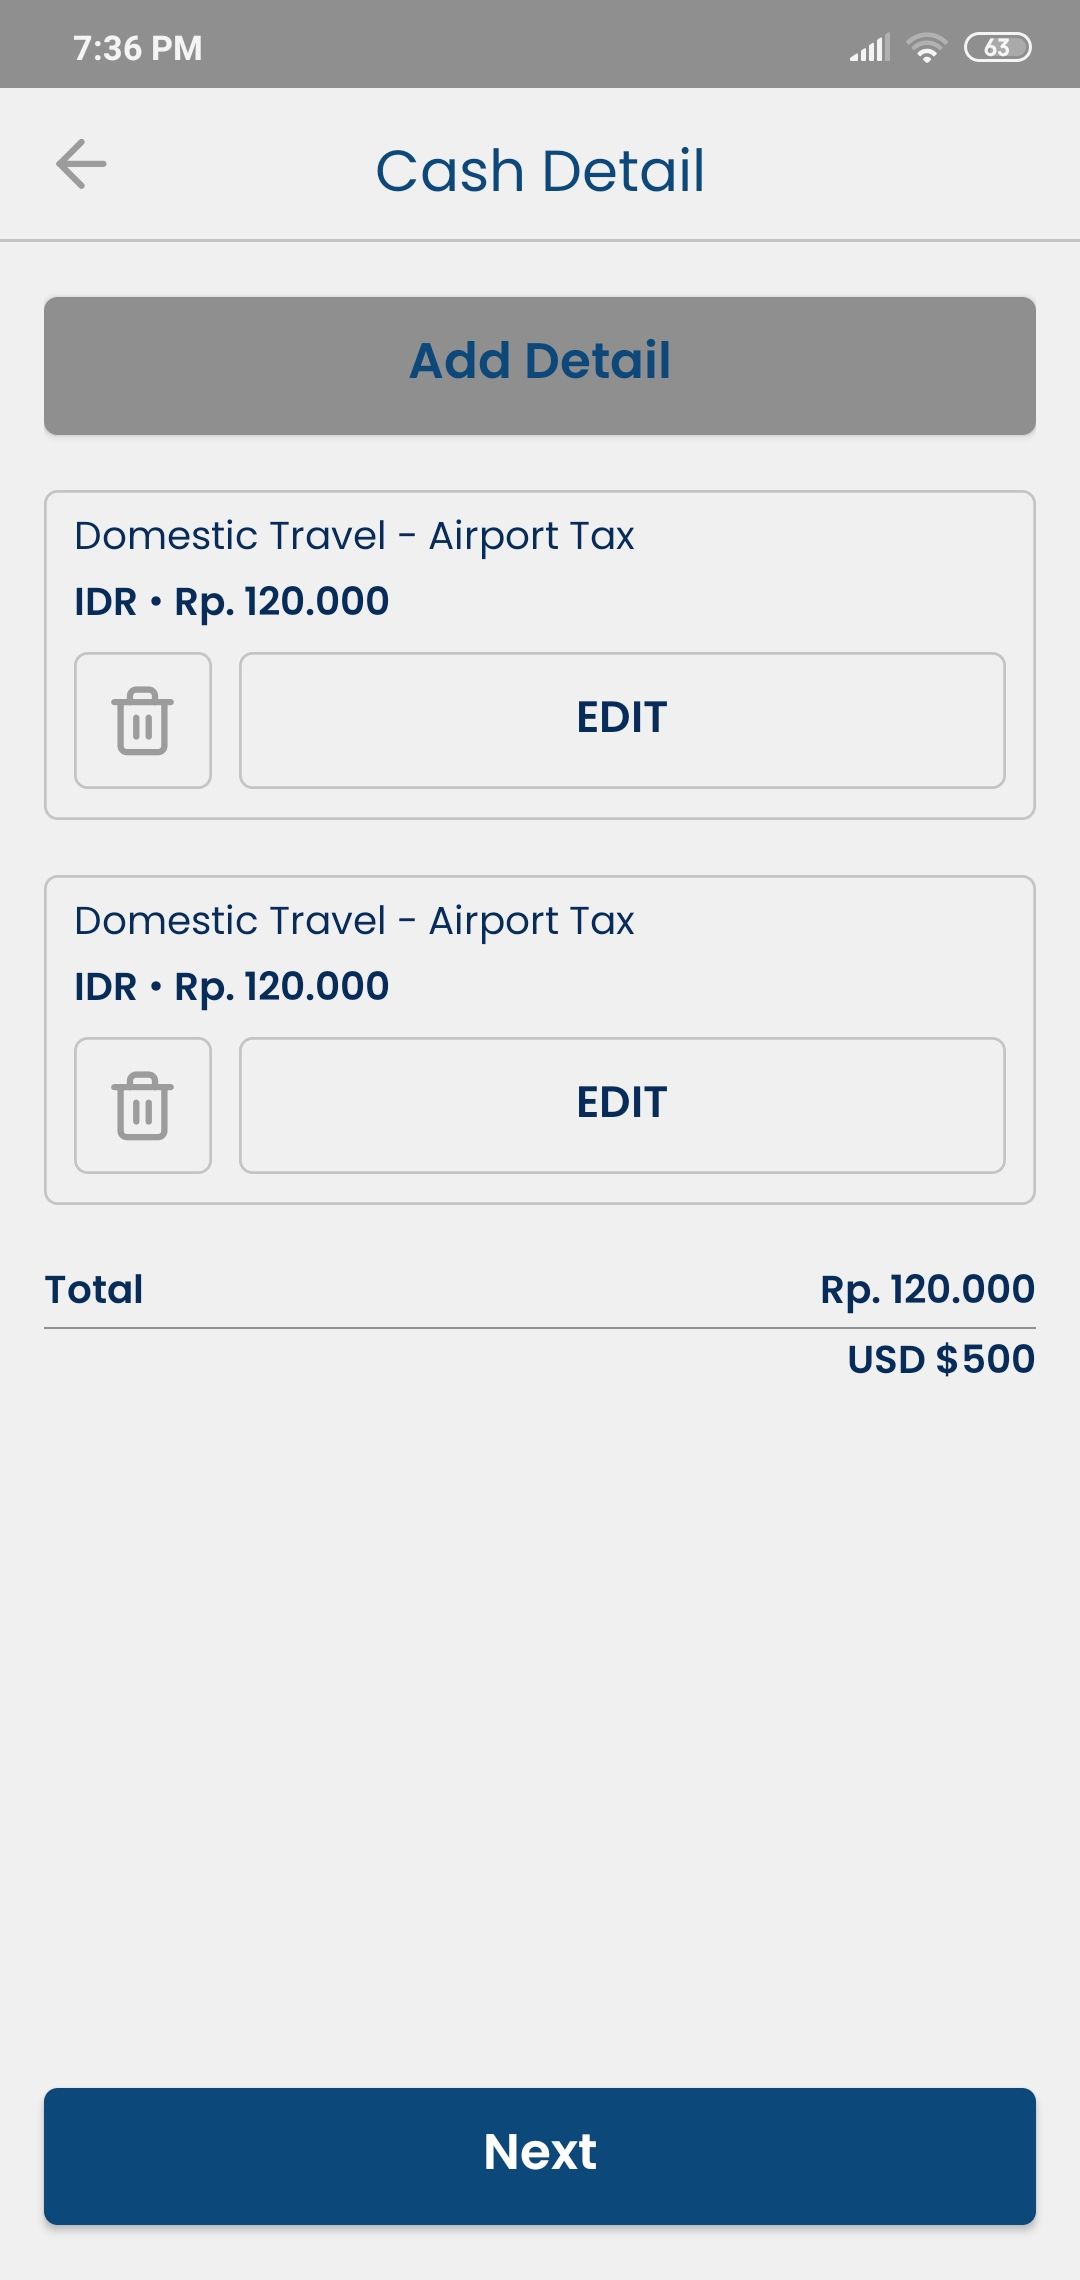 7:36 PM
63
Cash Detail
Add Detail
Domestic Travel - Airport Tax
IDR • Rp. 120.000
EDIT
Domestic Travel - Airport Tax
IDR • Rp. 120.000
EDIT
Total Rp. 120.000
USD $500
Next